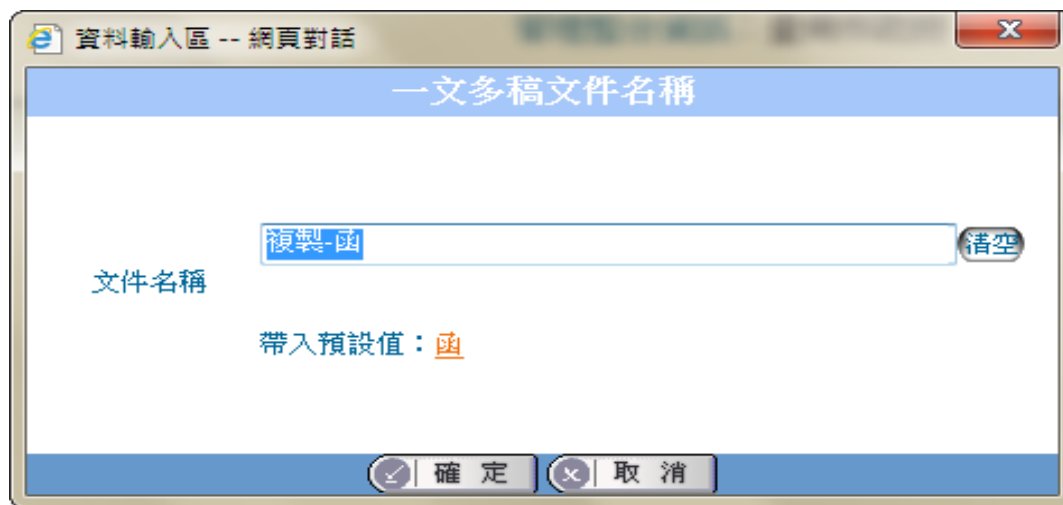 資料輸入區 -- 網頁對話
一文多稿文件名稱
複製-函
清空
文件名稱
帶入預設值：函
確 定
取 消